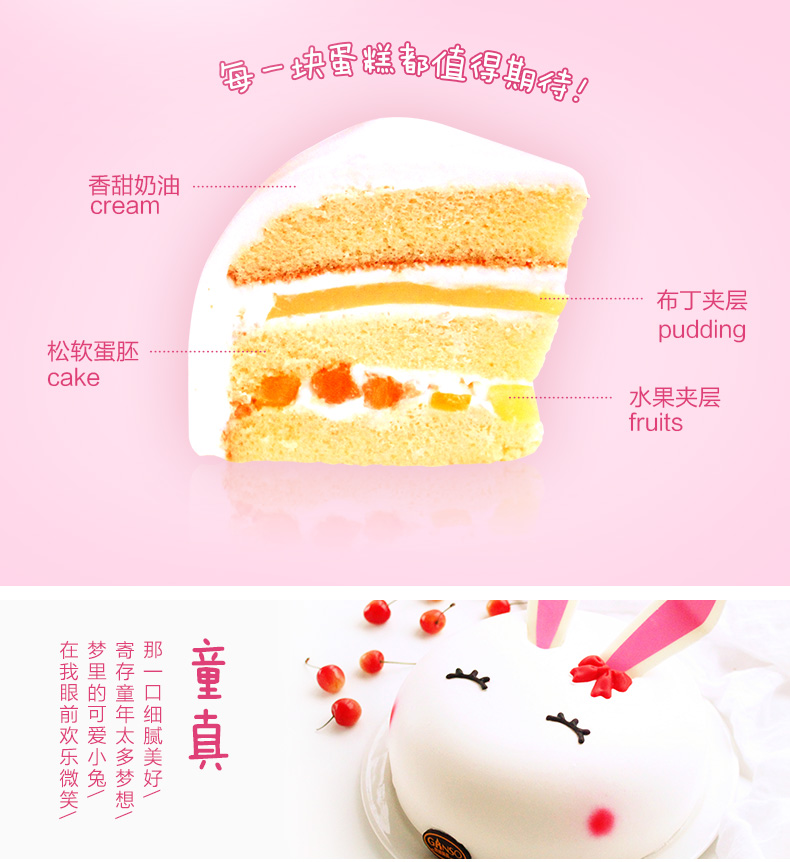 每一块蛋糕都值得期待!
香甜奶油
cream
布丁夹层
pudding
松软蛋胚
cake
水果夹层
fruits
童真
那一口细腻美好/
寄存童年太多梦想/
梦里的可爱小兔/
在我眼前欢乐微笑/
GANSO